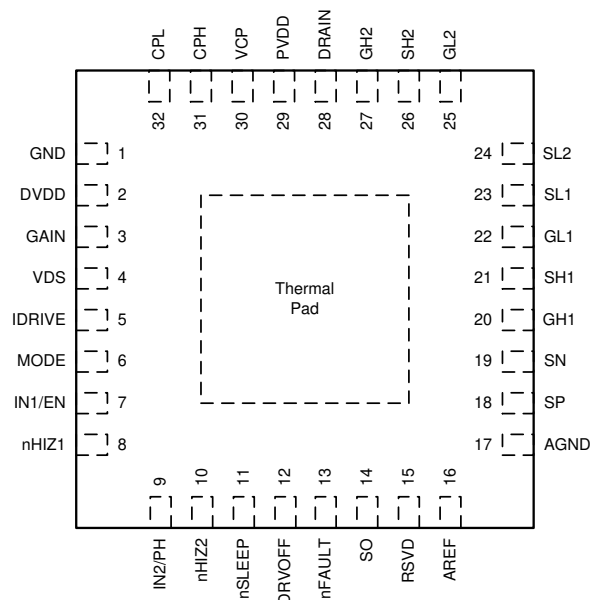 CPL
CPH
VCP
PVDD
DRAIN
GH2
SH2
GL2
32
31
30
29
28
27
26
25
GND 1
DVDD 2
GAIN 3
VDS 4
IDRIVE 5
MODE 6
IN1/EN 7
nHIZ1 8
Thermal
Pad
24 SL2
23 SL1
22 GL1
21 SH1
20 GH1
19 SN
18 SP
17 AGND
9
10
11
12
13
14
15
16
IN2/PH
nHIZ2
nSLEEP
DRVOFF
nFAULT
SO
RSVD
AREF